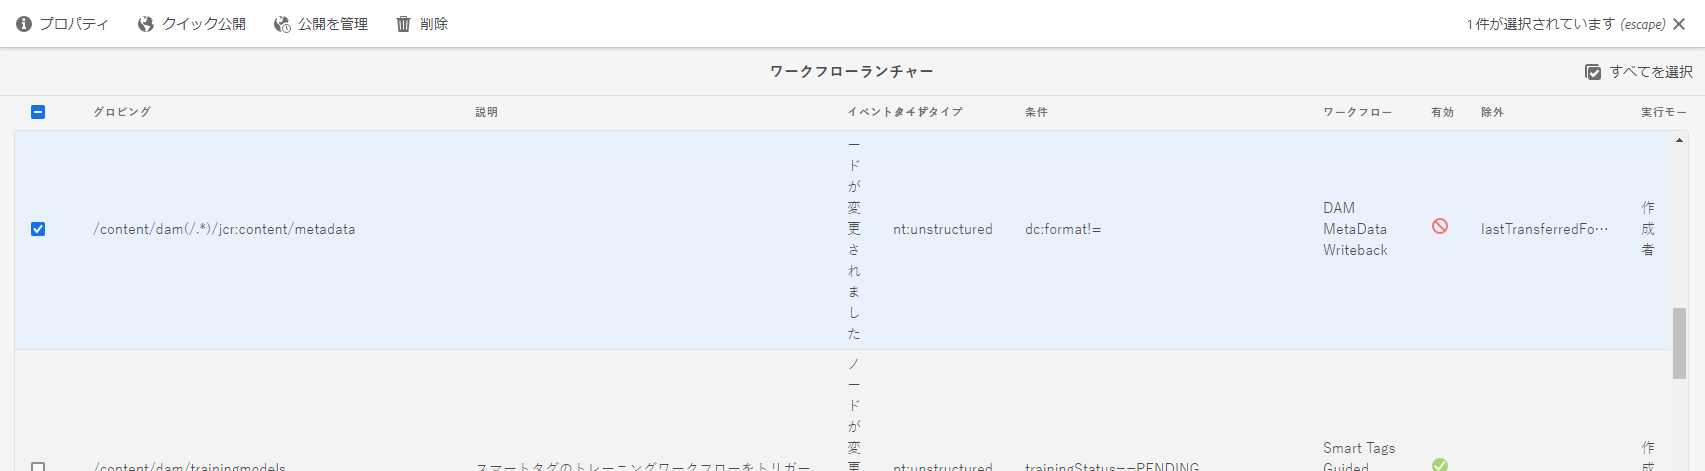 プロパティ クイック公開 公開を管理 削除 1 件が選択されています (escape)
ワークフローランチャー
すべてを選択
グロビング 説明 イベントタイプ 条件 ワークフロー 有効 除外 実行モー
ードが変更されました
/content/dam(/.*)/jcr:content/metadata
nt:unstructured
dc:format!=
DAM
MetaData
Writeback
lastTransferredFo…
作成者
ノードが変更
/content/dam/trainingmodels
スマートタグのトレーニングワークフローをトリガー
nt:unstructured
trainingStatus==PENDING
Smart Tags
Guided
作成